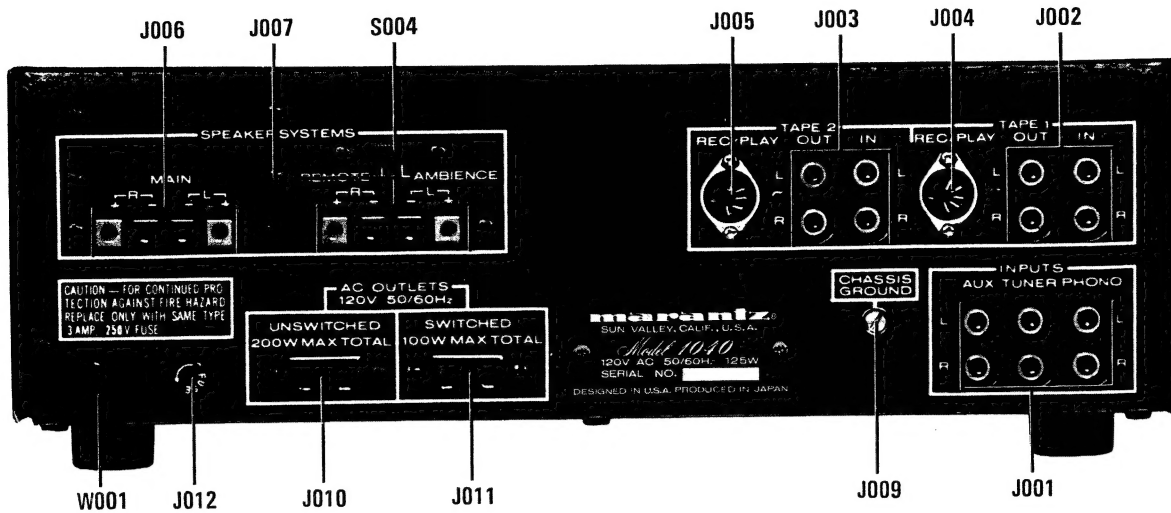 J006 J007 S004 J005 J003 J004 J002
SPEAKER SYSTEMS
MAIN
R L
+ - - +
REMOTE AMBIENCE
R L
+ - - +
TAPE 2 TAPE 1
REC/PLAY OUT IN REC/PLAY OUT IN
L L L
R R R
CAUTION — FOR CONTINUED PRO
TECTION AGAINST FIRE HAZARD
REPLACE ONLY WITH SAME TYPE
3 AMP. 250V FUSE
FUSE
AC OUTLETS
120V 50/60Hz
UNSWITCHED
200W MAX TOTAL
SWITCHED
100W MAX TOTAL
marantz®
SUN VALLEY, CALIF., U.S.A.
Model 1040
120V AC 50/60Hz 125W
SERIAL NO.
DESIGNED IN U.S.A. PRODUCED IN JAPAN
CHASSIS
GROUND
INPUTS
AUX TUNER PHONO
L L
R R
W001 J012 J010 J011 J009 J001